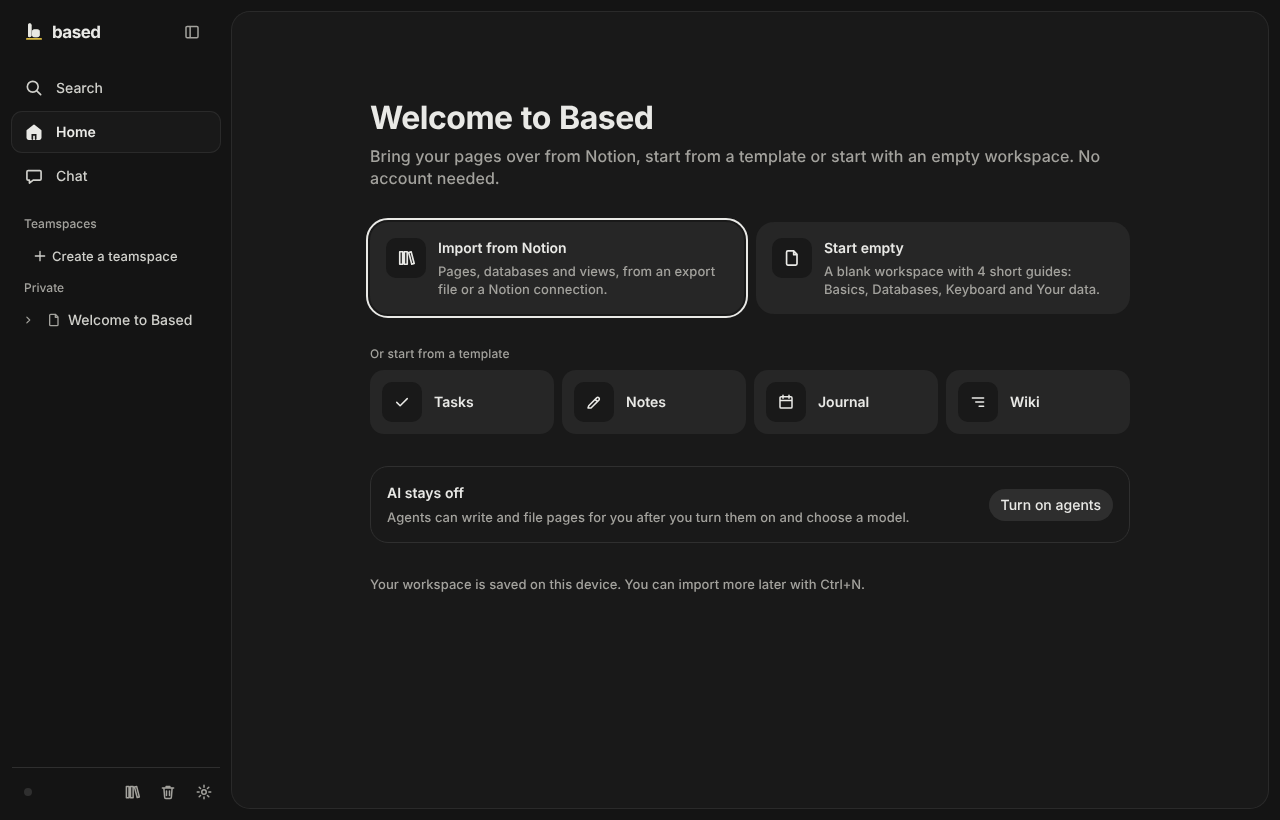 based
Search
Home
Chat
Teamspaces
Create a teamspace
Private
Welcome to Based
Welcome to Based
Bring your pages over from Notion, start from a template or start with an empty workspace. No
account needed.
Import from Notion
Pages, databases and views, from an export
file or a Notion connection.
Start empty
A blank workspace with 4 short guides:
Basics, Databases, Keyboard and Your data.
Or start from a template
Tasks
Notes
Journal
Wiki
AI stays off
Agents can write and file pages for you after you turn them on and choose a model.
Turn on agents
Your workspace is saved on this device. You can import more later with Ctrl+N.